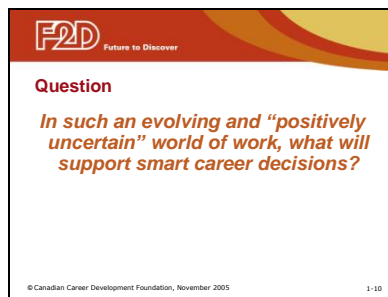 F2D Future to Discover
Question
In such an evolving and “positively
uncertain” world of work, what will
support smart career decisions?
©Canadian Career Development Foundation, November 2005 1-10